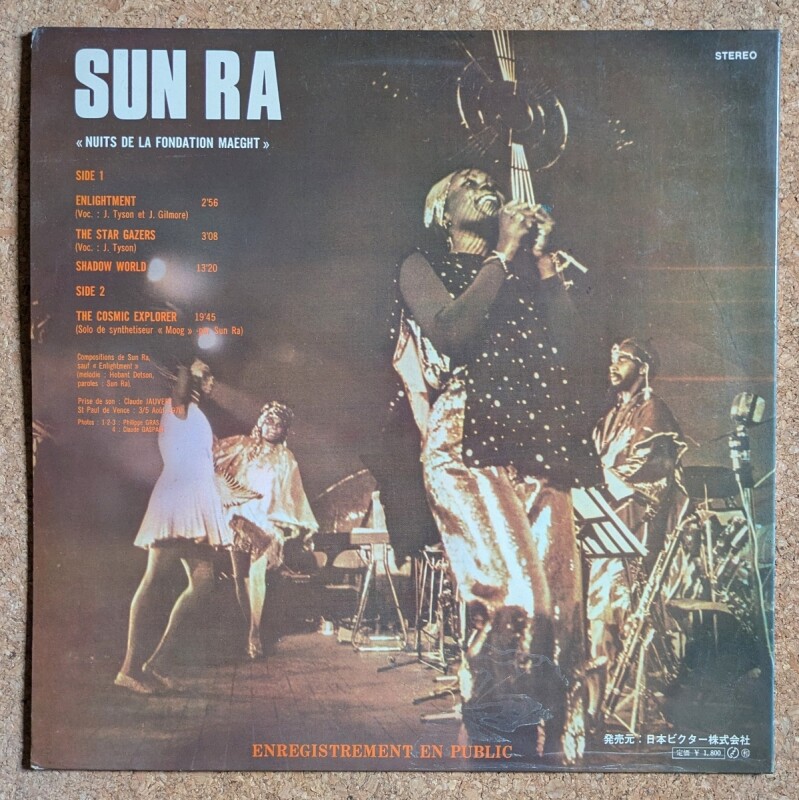 SUN RA
STEREO
« NUITS DE LA FONDATION MAEGHT »
SIDE 1
ENLIGHTMENT 2'56
(Voc. : J. Tyson et J. Gilmore)
THE STAR GAZERS 3'08
(Voc. : J. Tyson)
SHADOW WORLD 13'20
SIDE 2
THE COSMIC EXPLORER 19'45
(Solo de synthetiseur « Moog » par Sun Ra)
Compositions de Sun Ra,
sauf « Enlightment »
(melodie : Hobart Dotson,
paroles : Sun Ra).
Prise de son : Claude JAUVERT
St Paul de Vence : 3/5 Août 1970
Photos : 1-2-3 : Philippe GRAS
4 : Claude
ENREGISTREMENT EN PUBLIC
発売元：日本ビクター株式会社
定価 ¥ 1,800